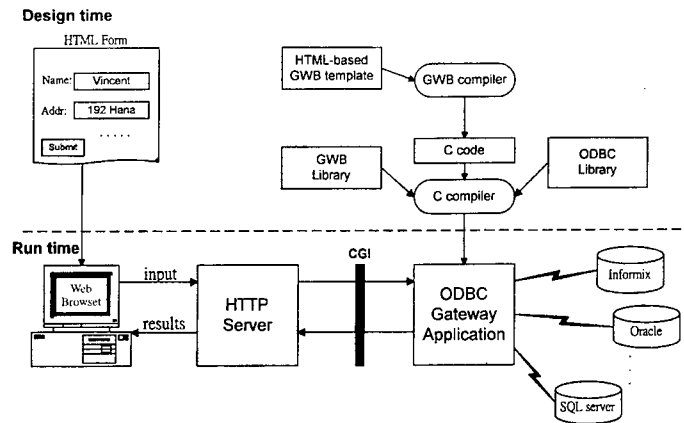 Design time
HTML Form
Name: Vincent
Addr: 192 Hana
. . . . .
Submit
HTML-based
GWB template
GWB compiler
C code
GWB
Library
ODBC
Library
C compiler
Run time
CGI
Web
Browset
input
results
HTTP
Server
ODBC
Gateway
Application
Informix
Oracle
SQL server